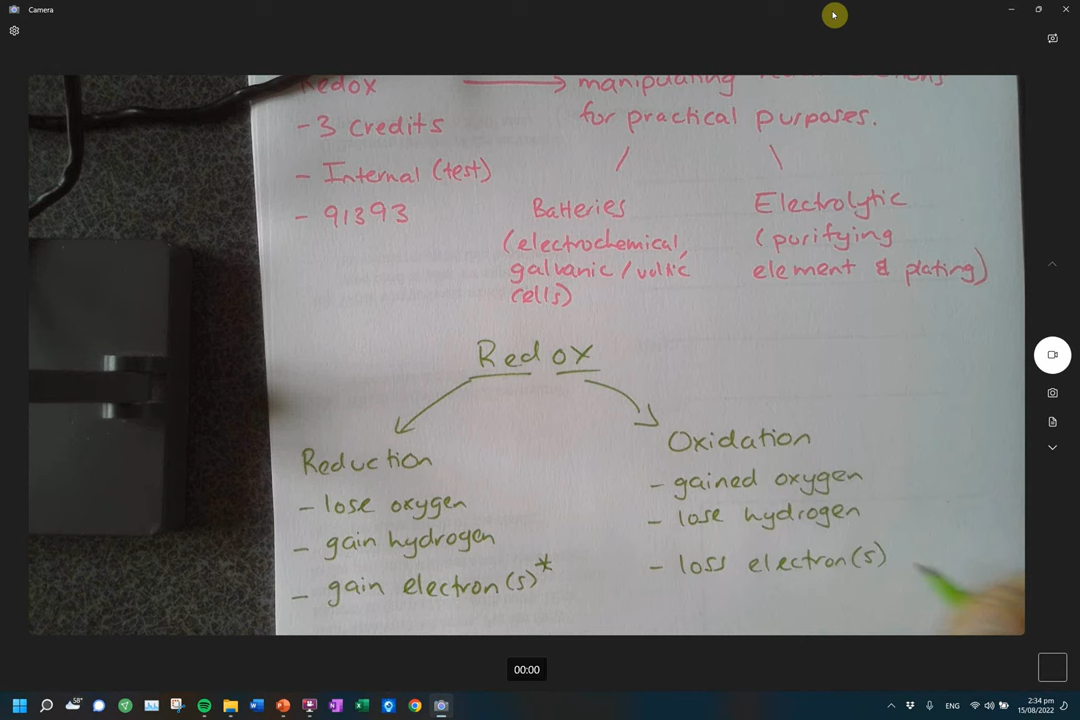 Camera
Redox
manipulating
- 3 credits
for practical purposes.
- Internal (test)
- 91393
Batteries
(electrochemical,
galvanic / voltic
cells)
Electrolytic
(purifying
element & plating)
Redox
Reduction
- lose oxygen
- gain hydrogen
- gain electron(s)*
Oxidation
- gained oxygen
- lose hydrogen
- loss electron(s)
00:00
58°
ENG
2:34 pm
15/08/2022